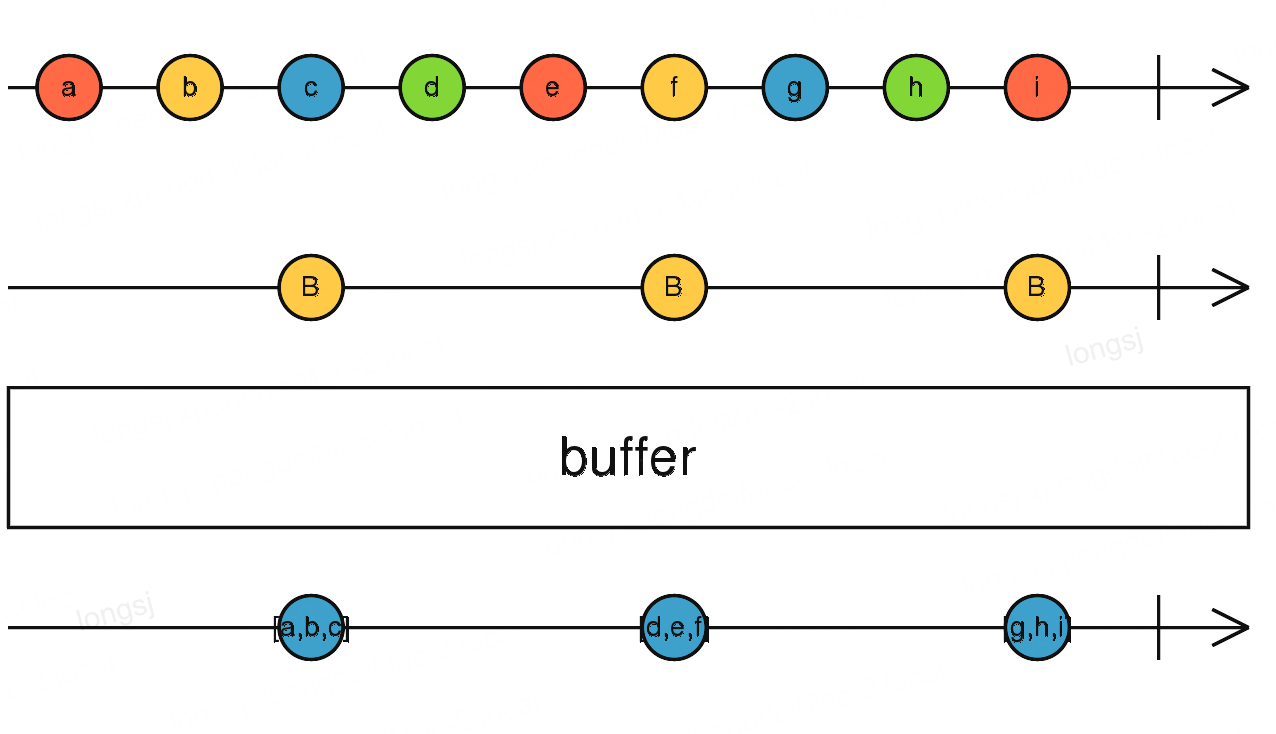 a b c d e f g h i
B B B
longsj
buffer
longsj
[a,b,c] [d,e,f] [g,h,i]